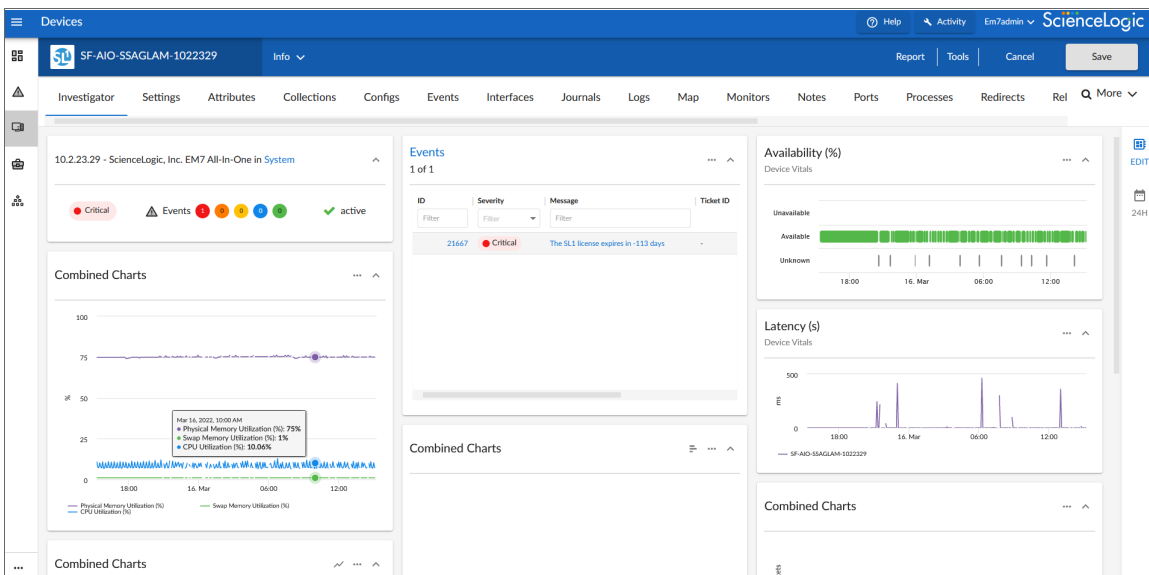 Devices
Help
Activity
Em7admin
ScienceLogic
SF-AIO-SSAGLAM-1022329
Info
Report
Tools
Cancel
Save
Investigator
Settings
Attributes
Collections
Configs
Events
Interfaces
Journals
Logs
Map
Monitors
Notes
Ports
Processes
Redirects
Rel
More
10.2.23.29 - ScienceLogic, Inc. EM7 All-In-One in System
Critical
Events 1 0 0 0 0
active
Combined Charts
100
75
%
50
25
0
Mar 16, 2022, 10:00 AM
Physical Memory Utilization (%): 75%
Swap Memory Utilization (%): 1%
CPU Utilization (%): 10.06%
18:00 16. Mar 06:00 12:00
Physical Memory Utilization (%)
Swap Memory Utilization (%)
CPU Utilization (%)
Combined Charts
Events
1 of 1
ID Severity Message Ticket ID
Filter Filter Filter
21667 Critical The SL1 license expires in -113 days -
Combined Charts
Availability (%)
Device Vitals
Unavailable
Available
Unknown
18:00 16. Mar 06:00 12:00
Latency (s)
Device Vitals
500
ms
0
18:00 16. Mar 06:00 12:00
SF-AIO-SSAGLAM-1022329
Combined Charts
EDIT
24H